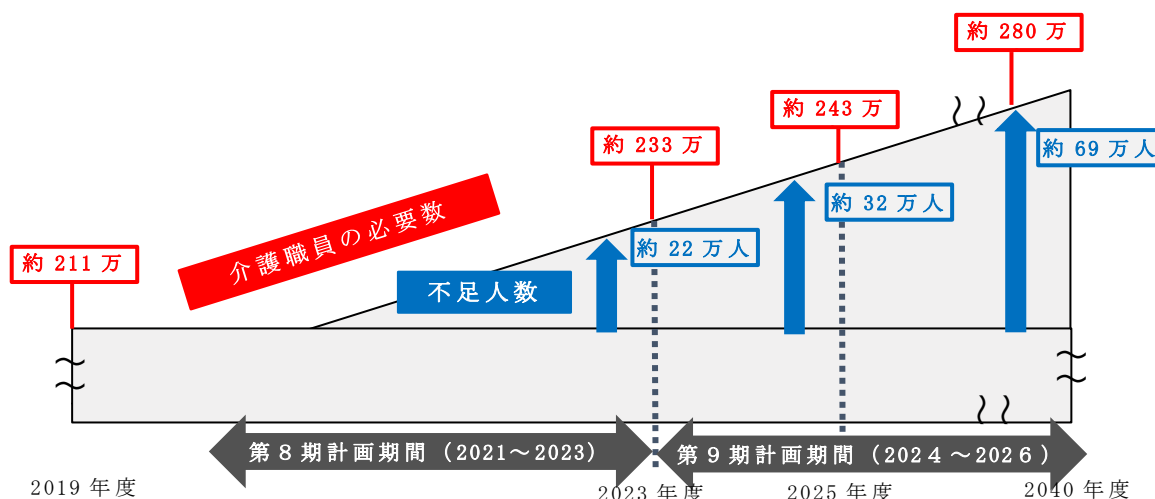 約 280 万
約 243 万
約 233 万
約 69 万人
約 32 万人
介護職員の必要数
約 22 万人
約 211 万
不足人数
第８期計画期間（2021～2023）
第９期計画期間（202４～202６）
2019 年度
2023 年度
2025 年度
2040 年度